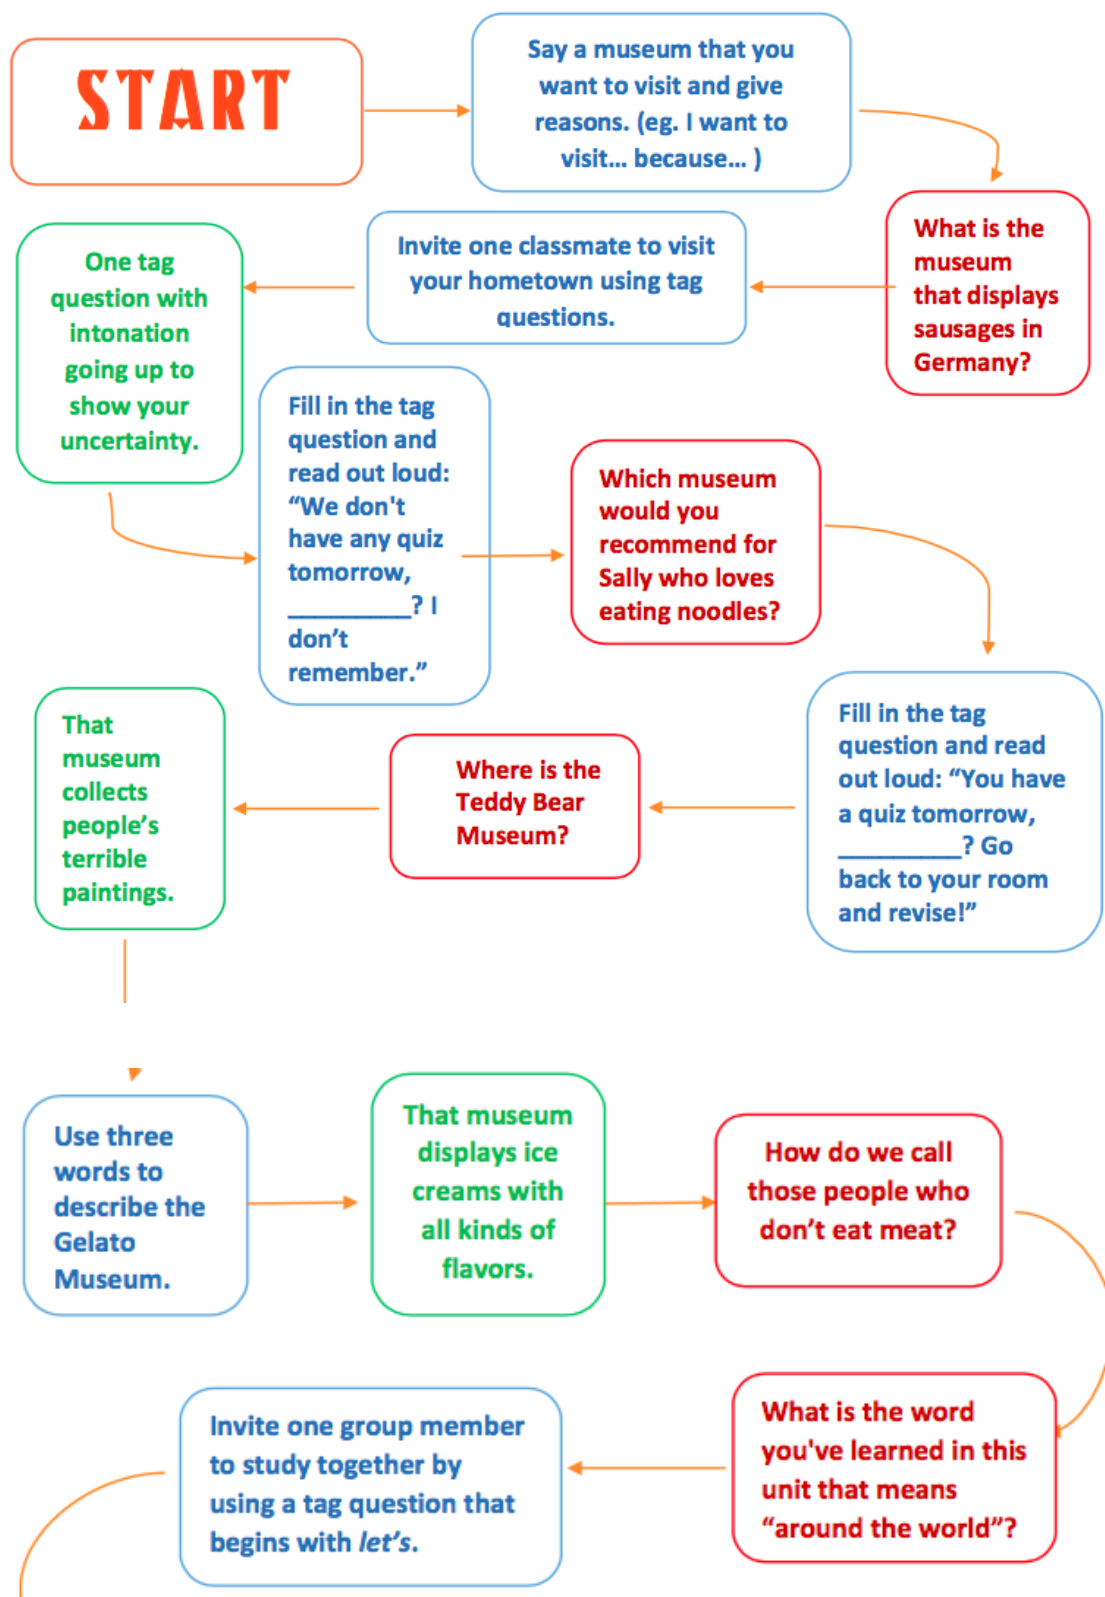 START
Say a museum that you
want to visit and give
reasons. (eg. I want to
visit... because... )
What is the
museum
that displays
sausages in
Germany?
Invite one classmate to visit
your hometown using tag
questions.
One tag
question with
intonation
going up to
show your
uncertainty.
Fill in the tag
question and
read out loud:
“We don't
have any quiz
tomorrow,
_________? I
don’t
remember.”
Which museum
would you
recommend for
Sally who loves
eating noodles?
Fill in the tag
question and read
out loud: “You have
a quiz tomorrow,
_________? Go
back to your room
and revise!”
Where is the
Teddy Bear
Museum?
That
museum
collects
people’s
terrible
paintings.
Use three
words to
describe the
Gelato
Museum.
That museum
displays ice
creams with
all kinds of
flavors.
How do we call
those people who
don’t eat meat?
What is the word
you've learned in this
unit that means
“around the world”?
Invite one group member
to study together by
using a tag question that
begins with let’s.